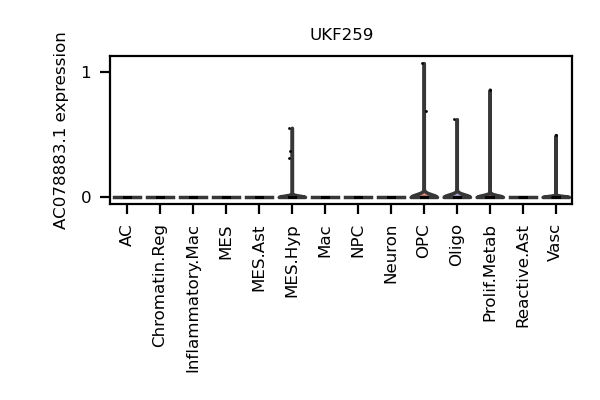 UKF259
AC078883.1 expression
1
0
AC
Chromatin.Reg
Inflammatory.Mac
MES
MES.Ast
MES.Hyp
Mac
NPC
Neuron
OPC
Oligo
Prolif.Metab
Reactive.Ast
Vasc